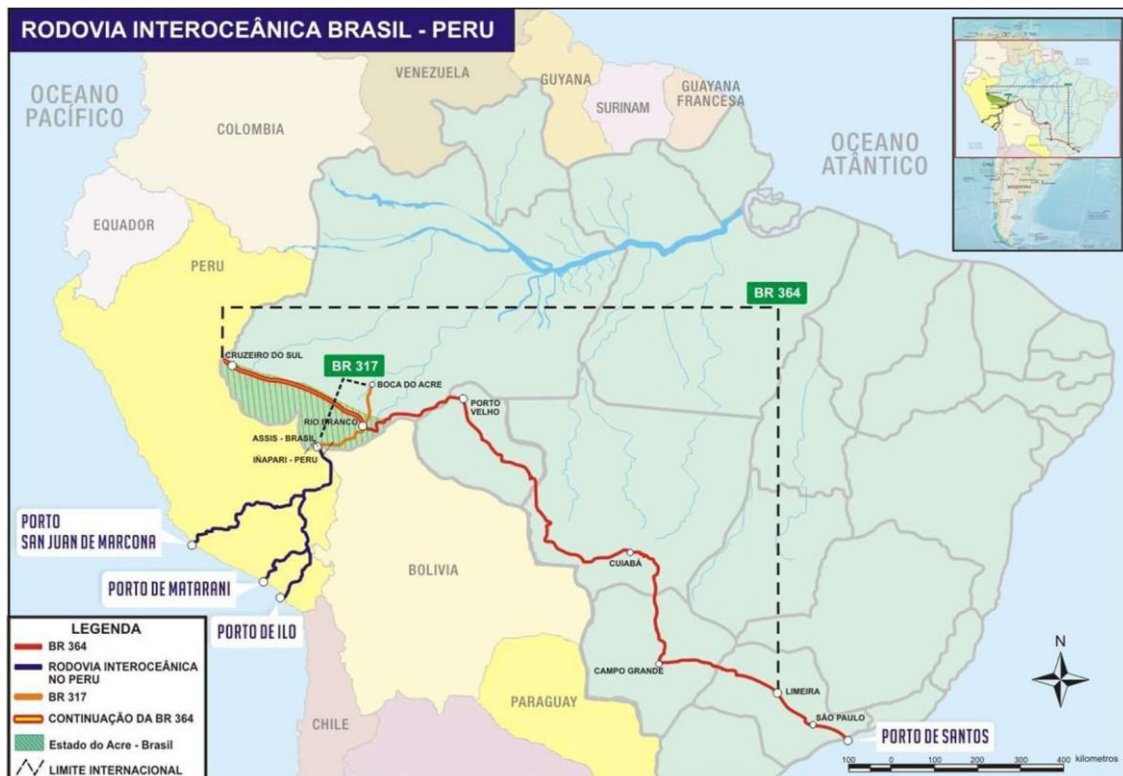 RODOVIA INTEROCEÂNICA BRASIL - PERU
OCEANO
PACÍFICO
VENEZUELA
GUYANA
SURINAM
GUAYANA
FRANCESA
COLOMBIA
OCEANO
ATLÂNTICO
EQUADOR
PERU
BR 364
CRUZEIRO DO SUL
BR 317
BOCA DO ACRE
PORTO
VELHO
RIO BRANCO
ASSIS - BRASIL
IÑAPARI - PERU
PORTO
SAN JUAN DE MARCONA
PORTO DE MATARANI
PORTO DE ILO
BOLIVIA
CUIABÁ
CAMPO GRANDE
LIMEIRA
SÃO PAULO
PORTO DE SANTOS
PARAGUAY
CHILE
N
LEGENDA
BR 364
RODOVIA INTEROCEÂNICA
NO PERU
BR 317
CONTINUAÇÃO DA BR 364
Estado do Acre - Brasil
LIMITE INTERNACIONAL
100 0 100 200 300 400 kilometros